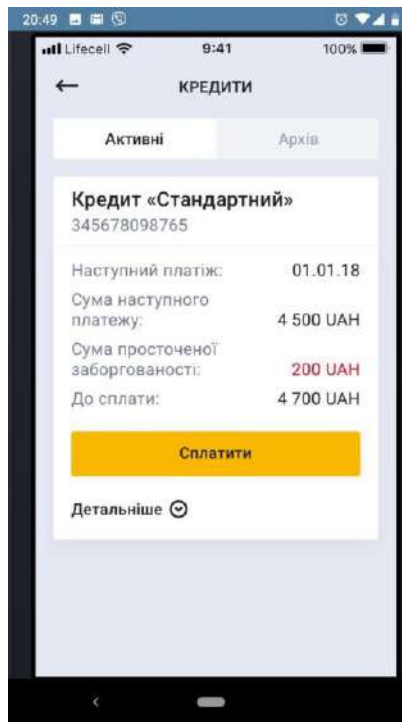 20:49
Lifecell 9:41 100%
КРЕДИТИ
Активні Архів
Кредит «Стандартний»
345678098765
Наступний платіж: 01.01.18
Сума наступного
платежу: 4 500 UAH
Сума просточеної
заборгованості: 200 UAH
До сплати: 4 700 UAH
Сплатити
Детальніше